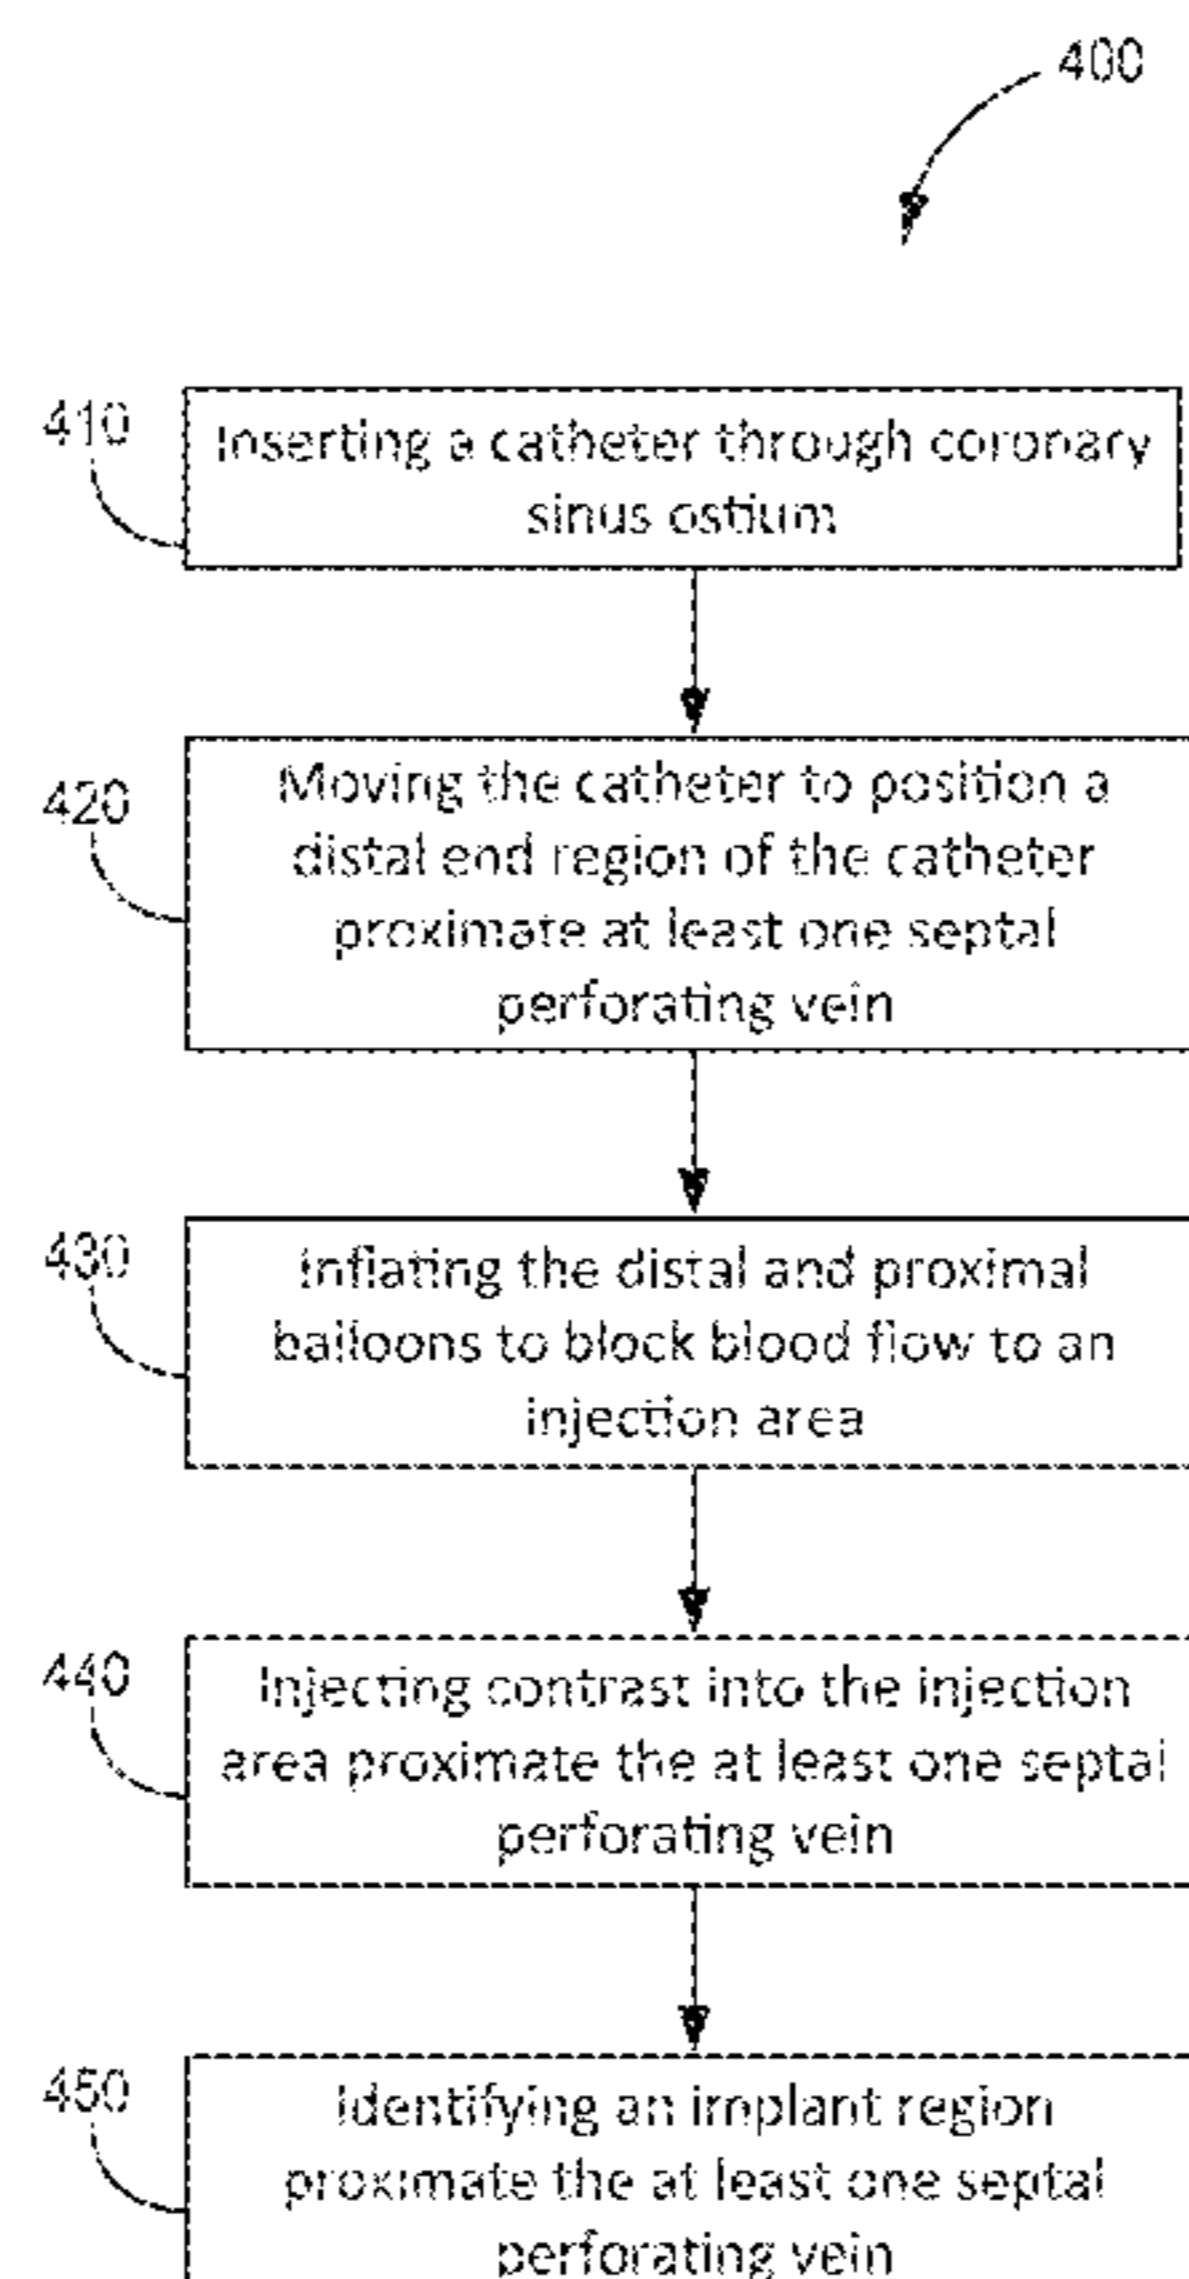 400
410
Inserting a catheter through coronary
sinus ostium
420
Moving the catheter to position a
distal end region of the catheter
proximate at least one septal
perforating vein
430
Inflating the distal and proximal
balloons to block blood flow to an
injection area
440
Injecting contrast into the injection
area proximate the at least one septal
perforating vein
450
Identifying an implant region
proximate the at least one septal
perforating vein